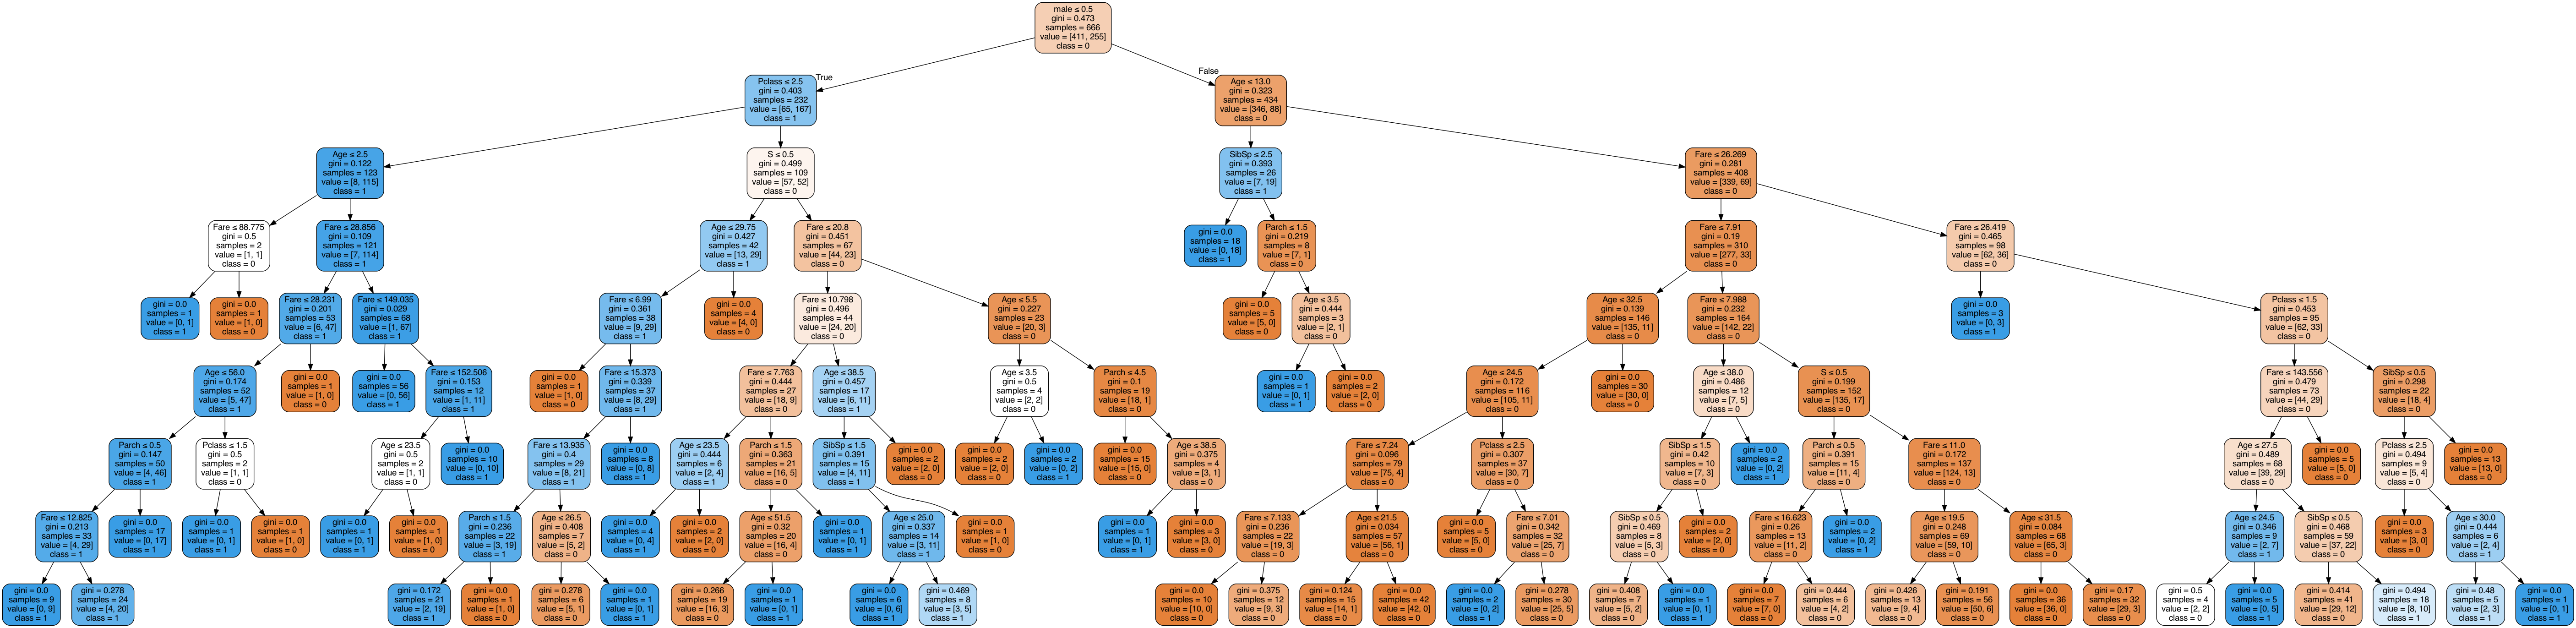 male ≤ 0.5
gini = 0.473
samples = 666
value = [411, 255]
class = 0
True
False
Pclass ≤ 2.5
gini = 0.403
samples = 232
value = [65, 167]
class = 1
Age ≤ 13.0
gini = 0.323
samples = 434
value = [346, 88]
class = 0
Age ≤ 2.5
gini = 0.122
samples = 123
value = [8, 115]
class = 1
S ≤ 0.5
gini = 0.499
samples = 109
value = [57, 52]
class = 0
SibSp ≤ 2.5
gini = 0.393
samples = 26
value = [7, 19]
class = 1
Fare ≤ 26.269
gini = 0.281
samples = 408
value = [339, 69]
class = 0
Fare ≤ 88.775
gini = 0.5
samples = 2
value = [1, 1]
class = 0
Fare ≤ 28.856
gini = 0.109
samples = 121
value = [7, 114]
class = 1
Age ≤ 29.75
gini = 0.427
samples = 42
value = [13, 29]
class = 1
Fare ≤ 20.8
gini = 0.451
samples = 67
value = [44, 23]
class = 0
gini = 0.0
samples = 18
value = [0, 18]
class = 1
Parch ≤ 1.5
gini = 0.219
samples = 8
value = [7, 1]
class = 0
Fare ≤ 7.91
gini = 0.19
samples = 310
value = [277, 33]
class = 0
Fare ≤ 26.419
gini = 0.465
samples = 98
value = [62, 36]
class = 0
gini = 0.0
samples = 1
value = [0, 1]
class = 1
gini = 0.0
samples = 1
value = [1, 0]
class = 0
Fare ≤ 28.231
gini = 0.201
samples = 53
value = [6, 47]
class = 1
Fare ≤ 149.035
gini = 0.029
samples = 68
value = [1, 67]
class = 1
Fare ≤ 6.99
gini = 0.361
samples = 38
value = [9, 29]
class = 1
gini = 0.0
samples = 4
value = [4, 0]
class = 0
Fare ≤ 10.798
gini = 0.496
samples = 44
value = [24, 20]
class = 0
Age ≤ 5.5
gini = 0.227
samples = 23
value = [20, 3]
class = 0
gini = 0.0
samples = 5
value = [5, 0]
class = 0
Age ≤ 3.5
gini = 0.444
samples = 3
value = [2, 1]
class = 0
Age ≤ 32.5
gini = 0.139
samples = 146
value = [135, 11]
class = 0
Fare ≤ 7.988
gini = 0.232
samples = 164
value = [142, 22]
class = 0
gini = 0.0
samples = 3
value = [0, 3]
class = 1
Pclass ≤ 1.5
gini = 0.453
samples = 95
value = [62, 33]
class = 0
Age ≤ 56.0
gini = 0.174
samples = 52
value = [5, 47]
class = 1
gini = 0.0
samples = 1
value = [1, 0]
class = 0
gini = 0.0
samples = 56
value = [0, 56]
class = 1
Fare ≤ 152.506
gini = 0.153
samples = 12
value = [1, 11]
class = 1
gini = 0.0
samples = 1
value = [1, 0]
class = 0
Fare ≤ 15.373
gini = 0.339
samples = 37
value = [8, 29]
class = 1
Fare ≤ 7.763
gini = 0.444
samples = 27
value = [18, 9]
class = 0
Age ≤ 38.5
gini = 0.457
samples = 17
value = [6, 11]
class = 1
Age ≤ 3.5
gini = 0.5
samples = 4
value = [2, 2]
class = 0
Parch ≤ 4.5
gini = 0.1
samples = 19
value = [18, 1]
class = 0
gini = 0.0
samples = 1
value = [0, 1]
class = 1
gini = 0.0
samples = 2
value = [2, 0]
class = 0
Age ≤ 24.5
gini = 0.172
samples = 116
value = [105, 11]
class = 0
gini = 0.0
samples = 30
value = [30, 0]
class = 0
Age ≤ 38.0
gini = 0.486
samples = 12
value = [7, 5]
class = 0
S ≤ 0.5
gini = 0.199
samples = 152
value = [135, 17]
class = 0
Fare ≤ 143.556
gini = 0.479
samples = 73
value = [44, 29]
class = 0
SibSp ≤ 0.5
gini = 0.298
samples = 22
value = [18, 4]
class = 0
Parch ≤ 0.5
gini = 0.147
samples = 50
value = [4, 46]
class = 1
Pclass ≤ 1.5
gini = 0.5
samples = 2
value = [1, 1]
class = 0
Age ≤ 23.5
gini = 0.5
samples = 2
value = [1, 1]
class = 0
gini = 0.0
samples = 10
value = [0, 10]
class = 1
Fare ≤ 13.935
gini = 0.4
samples = 29
value = [8, 21]
class = 1
gini = 0.0
samples = 8
value = [0, 8]
class = 1
Age ≤ 23.5
gini = 0.444
samples = 6
value = [2, 4]
class = 1
Parch ≤ 1.5
gini = 0.363
samples = 21
value = [16, 5]
class = 0
SibSp ≤ 1.5
gini = 0.391
samples = 15
value = [4, 11]
class = 1
gini = 0.0
samples = 2
value = [2, 0]
class = 0
gini = 0.0
samples = 2
value = [2, 0]
class = 0
gini = 0.0
samples = 2
value = [0, 2]
class = 1
gini = 0.0
samples = 15
value = [15, 0]
class = 0
Age ≤ 38.5
gini = 0.375
samples = 4
value = [3, 1]
class = 0
Fare ≤ 7.24
gini = 0.096
samples = 79
value = [75, 4]
class = 0
Pclass ≤ 2.5
gini = 0.307
samples = 37
value = [30, 7]
class = 0
SibSp ≤ 1.5
gini = 0.42
samples = 10
value = [7, 3]
class = 0
gini = 0.0
samples = 2
value = [0, 2]
class = 1
Parch ≤ 0.5
gini = 0.391
samples = 15
value = [11, 4]
class = 0
Fare ≤ 11.0
gini = 0.172
samples = 137
value = [124, 13]
class = 0
Age ≤ 27.5
gini = 0.489
samples = 68
value = [39, 29]
class = 0
gini = 0.0
samples = 5
value = [5, 0]
class = 0
Pclass ≤ 2.5
gini = 0.494
samples = 9
value = [5, 4]
class = 0
gini = 0.0
samples = 13
value = [13, 0]
class = 0
Fare ≤ 12.825
gini = 0.213
samples = 33
value = [4, 29]
class = 1
gini = 0.0
samples = 17
value = [0, 17]
class = 1
gini = 0.0
samples = 1
value = [0, 1]
class = 1
gini = 0.0
samples = 1
value = [1, 0]
class = 0
gini = 0.0
samples = 1
value = [0, 1]
class = 1
gini = 0.0
samples = 1
value = [1, 0]
class = 0
Parch ≤ 1.5
gini = 0.236
samples = 22
value = [3, 19]
class = 1
Age ≤ 26.5
gini = 0.408
samples = 7
value = [5, 2]
class = 0
gini = 0.0
samples = 4
value = [0, 4]
class = 1
gini = 0.0
samples = 2
value = [2, 0]
class = 0
Age ≤ 51.5
gini = 0.32
samples = 20
value = [16, 4]
class = 0
gini = 0.0
samples = 1
value = [0, 1]
class = 1
Age ≤ 25.0
gini = 0.337
samples = 14
value = [3, 11]
class = 1
gini = 0.0
samples = 1
value = [1, 0]
class = 0
gini = 0.0
samples = 1
value = [0, 1]
class = 1
gini = 0.0
samples = 3
value = [3, 0]
class = 0
Fare ≤ 7.133
gini = 0.236
samples = 22
value = [19, 3]
class = 0
Age ≤ 21.5
gini = 0.034
samples = 57
value = [56, 1]
class = 0
gini = 0.0
samples = 5
value = [5, 0]
class = 0
Fare ≤ 7.01
gini = 0.342
samples = 32
value = [25, 7]
class = 0
SibSp ≤ 0.5
gini = 0.469
samples = 8
value = [5, 3]
class = 0
gini = 0.0
samples = 2
value = [2, 0]
class = 0
Fare ≤ 16.623
gini = 0.26
samples = 13
value = [11, 2]
class = 0
gini = 0.0
samples = 2
value = [0, 2]
class = 1
Age ≤ 19.5
gini = 0.248
samples = 69
value = [59, 10]
class = 0
Age ≤ 31.5
gini = 0.084
samples = 68
value = [65, 3]
class = 0
Age ≤ 24.5
gini = 0.346
samples = 9
value = [2, 7]
class = 1
SibSp ≤ 0.5
gini = 0.468
samples = 59
value = [37, 22]
class = 0
gini = 0.0
samples = 3
value = [3, 0]
class = 0
Age ≤ 30.0
gini = 0.444
samples = 6
value = [2, 4]
class = 1
gini = 0.0
samples = 9
value = [0, 9]
class = 1
gini = 0.278
samples = 24
value = [4, 20]
class = 1
gini = 0.172
samples = 21
value = [2, 19]
class = 1
gini = 0.0
samples = 1
value = [1, 0]
class = 0
gini = 0.278
samples = 6
value = [5, 1]
class = 0
gini = 0.0
samples = 1
value = [0, 1]
class = 1
gini = 0.266
samples = 19
value = [16, 3]
class = 0
gini = 0.0
samples = 1
value = [0, 1]
class = 1
gini = 0.0
samples = 6
value = [0, 6]
class = 1
gini = 0.469
samples = 8
value = [3, 5]
class = 1
gini = 0.0
samples = 10
value = [10, 0]
class = 0
gini = 0.375
samples = 12
value = [9, 3]
class = 0
gini = 0.124
samples = 15
value = [14, 1]
class = 0
gini = 0.0
samples = 42
value = [42, 0]
class = 0
gini = 0.0
samples = 2
value = [0, 2]
class = 1
gini = 0.278
samples = 30
value = [25, 5]
class = 0
gini = 0.408
samples = 7
value = [5, 2]
class = 0
gini = 0.0
samples = 1
value = [0, 1]
class = 1
gini = 0.0
samples = 7
value = [7, 0]
class = 0
gini = 0.444
samples = 6
value = [4, 2]
class = 0
gini = 0.426
samples = 13
value = [9, 4]
class = 0
gini = 0.191
samples = 56
value = [50, 6]
class = 0
gini = 0.0
samples = 36
value = [36, 0]
class = 0
gini = 0.17
samples = 32
value = [29, 3]
class = 0
gini = 0.5
samples = 4
value = [2, 2]
class = 0
gini = 0.0
samples = 5
value = [0, 5]
class = 1
gini = 0.414
samples = 41
value = [29, 12]
class = 0
gini = 0.494
samples = 18
value = [8, 10]
class = 1
gini = 0.48
samples = 5
value = [2, 3]
class = 1
gini = 0.0
samples = 1
value = [0, 1]
class = 1